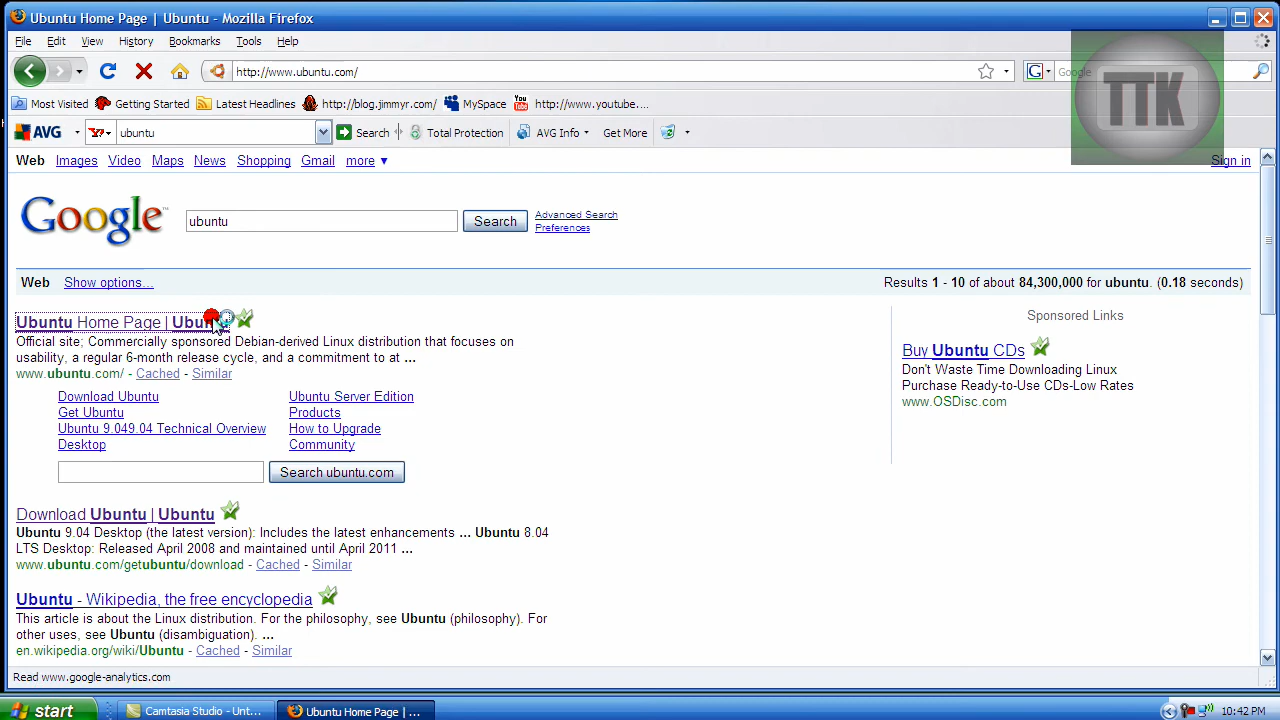 Ubuntu Home Page | Ubuntu - Mozilla Firefox
File Edit View History Bookmarks Tools Help
http://www.ubuntu.com/ Google
TTK
Most Visited Getting Started Latest Headlines http://blog.jimmyr.com/ MySpace http://www.youtube....
AVG ubuntu Search Total Protection AVG Info Get More
Web Images Video Maps News Shopping Gmail more ▼ Sign in
Google ubuntu Search Advanced Search
Preferences
Web Show options... Results 1 - 10 of about 84,300,000 for ubuntu. (0.18 seconds)
Ubuntu Home Page | Ubuntu
Official site; Commercially sponsored Debian-derived Linux distribution that focuses on
usability, a regular 6-month release cycle, and a commitment to at ...
www.ubuntu.com/ - Cached - Similar
Download Ubuntu
Get Ubuntu
Ubuntu 9.049.04 Technical Overview
Desktop
Ubuntu Server Edition
Products
How to Upgrade
Community
Search ubuntu.com
Download Ubuntu | Ubuntu
Ubuntu 9.04 Desktop (the latest version): Includes the latest enhancements ... Ubuntu 8.04
LTS Desktop: Released April 2008 and maintained until April 2011 ...
www.ubuntu.com/getubuntu/download - Cached - Similar
Ubuntu - Wikipedia, the free encyclopedia
This article is about the Linux distribution. For the philosophy, see Ubuntu (philosophy). For
other uses, see Ubuntu (disambiguation). ...
en.wikipedia.org/wiki/Ubuntu - Cached - Similar
Sponsored Links
Buy Ubuntu CDs
Don't Waste Time Downloading Linux
Purchase Ready-to-Use CDs-Low Rates
www.OSDisc.com
Read www.google-analytics.com
start Camtasia Studio - Unt... Ubuntu Home Page | ... 10:42 PM